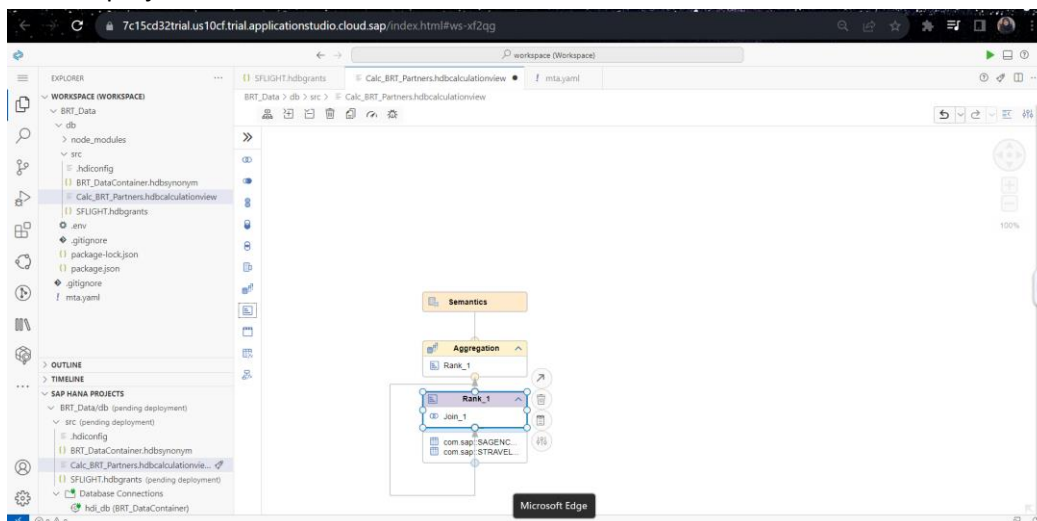 7c15cd32trial.us10cf.trial.applicationstudio.cloud.sap/index.html#ws-xf2qg
workspace (Workspace)
EXPLORER
SFLIGHT.hdbgrants
Calc_BRT_Partners.hdbcalculationview
mta.yaml
WORKSPACE (WORKSPACE)
BRT_Data > db > src > Calc_BRT_Partners.hdbcalculationview
BRT_Data
db
node_modules
src
.hdiconfig
BRT_DataContainer.hdbsynonym
Calc_BRT_Partners.hdbcalculationview
SFLIGHT.hdbgrants
.env
.gitignore
package-lock.json
package.json
.gitignore
mta.yaml
100%
Semantics
Aggregation
Rank_1
Rank_1
Join_1
com.sap::SAGENC...
com.sap::STRAVEL...
OUTLINE
TIMELINE
SAP HANA PROJECTS
BRT_Data/db (pending deployment)
src (pending deployment)
.hdiconfig
BRT_DataContainer.hdbsynonym
Calc_BRT_Partners.hdbcalculationvie...
SFLIGHT.hdbgrants (pending deployment)
Database Connections
hdi_db (BRT_DataContainer)
Microsoft Edge